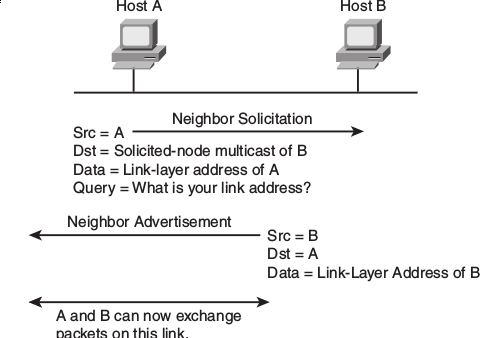 Host A
Host B
Neighbor Solicitation
Src = A
Dst = Solicited-node multicast of B
Data = Link-layer address of A
Query = What is your link address?
Neighbor Advertisement
Src = B
Dst = A
Data = Link-Layer Address of B
A and B can now exchange
packets on this link.